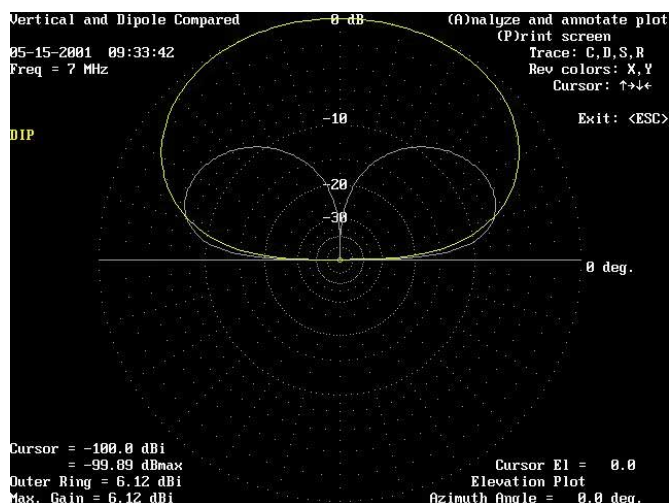 Vertical and Dipole Compared
0 dB
(A)nalyze and annotate plot
(P)rint screen
05-15-2001 09:33:42
Trace: C,D,S,R
Freq = 7 MHz
Rev colors: X,Y
Cursor: ↑→↓←
-10
Exit: <ESC>
DIP
-20
-30
0 deg.
Cursor = -100.0 dBi
= -99.89 dBmax
Cursor El = 0.0
Outer Ring = 6.12 dBi
Elevation Plot
Max. Gain = 6.12 dBi
Azimuth Angle = 0.0 deg.